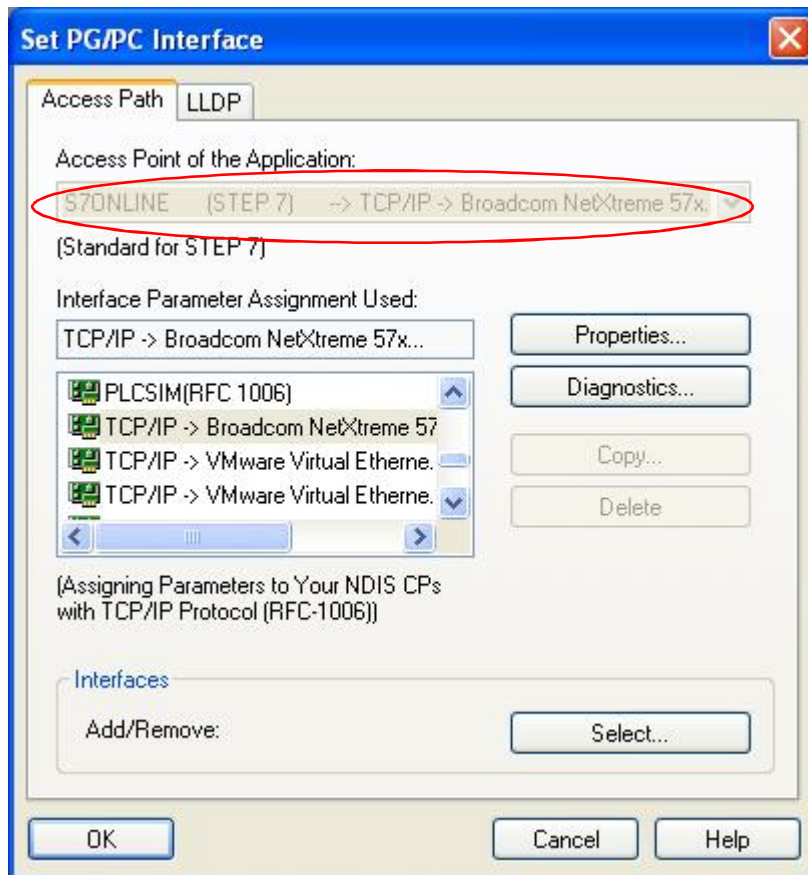 Set PG/PC Interface
Access Path
LLDP
Access Point of the Application:
S7ONLINE (STEP 7) --> TCP/IP -> Broadcom NetXtreme 57x.
(Standard for STEP 7)
Interface Parameter Assignment Used:
TCP/IP -> Broadcom NetXtreme 57x...
Properties...
PLCSIM(RFC 1006)
Diagnostics...
TCP/IP -> Broadcom NetXtreme 57
TCP/IP -> VMware Virtual Etherne.
Copy...
TCP/IP -> VMware Virtual Etherne.
Delete
(Assigning Parameters to Your NDIS CPs
with TCP/IP Protocol (RFC-1006))
Interfaces
Add/Remove:
Select...
OK
Cancel
Help